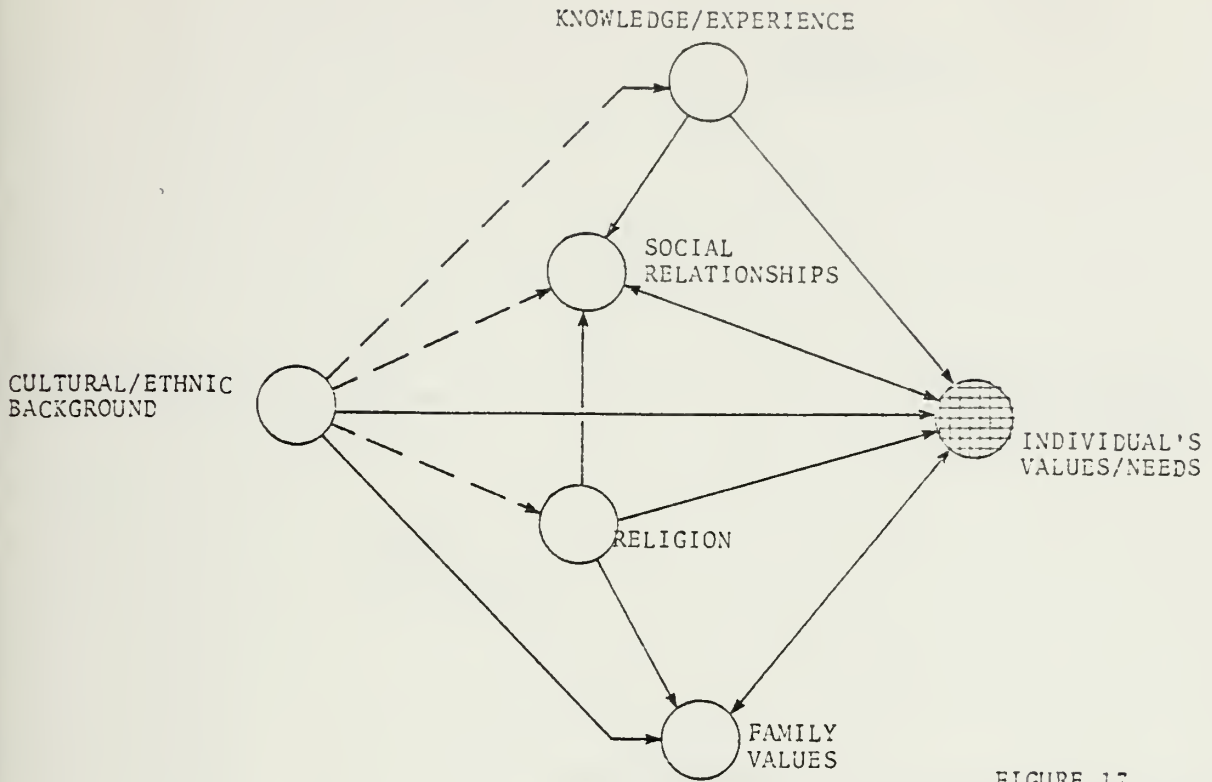 KNOWLEDGE/EXPERIENCE
SOCIAL
RELATIONSHIPS
CULTURAL/ETHNIC
BACKGROUND
INDIVIDUAL'S
VALUES/NEEDS
RELIGION
FAMILY
VALUES
FIGURE 17